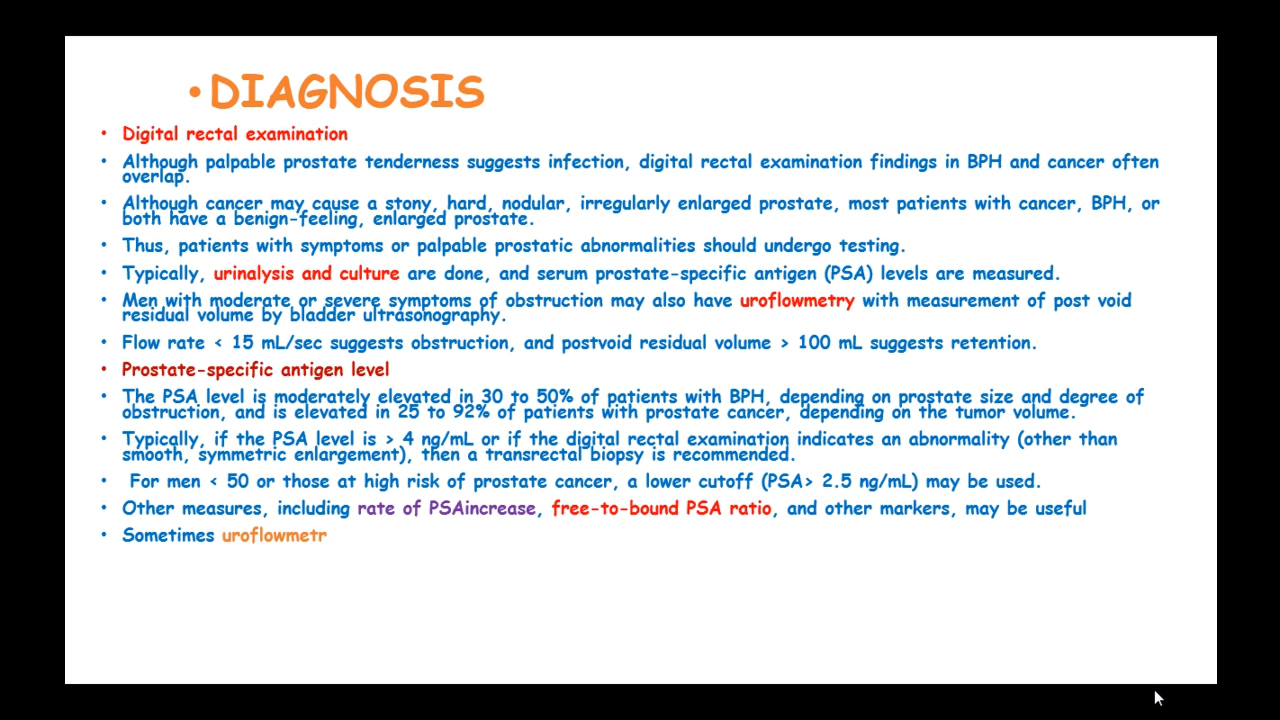 • DIAGNOSIS
• Digital rectal examination
• Although palpable prostate tenderness suggests infection, digital rectal examination findings in BPH and cancer often
overlap.
• Although cancer may cause a stony, hard, nodular, irregularly enlarged prostate, most patients with cancer, BPH, or
both have a benign-feeling, enlarged prostate.
• Thus, patients with symptoms or palpable prostatic abnormalities should undergo testing.
• Typically, urinalysis and culture are done, and serum prostate-specific antigen (PSA) levels are measured.
• Men with moderate or severe symptoms of obstruction may also have uroflowmetry with measurement of post void
residual volume by bladder ultrasonography.
• Flow rate < 15 mL/sec suggests obstruction, and postvoid residual volume > 100 mL suggests retention.
• Prostate-specific antigen level
• The PSA level is moderately elevated in 30 to 50% of patients with BPH, depending on prostate size and degree of
obstruction, and is elevated in 25 to 92% of patients with prostate cancer, depending on the tumor volume.
• Typically, if the PSA level is > 4 ng/mL or if the digital rectal examination indicates an abnormality (other than
smooth, symmetric enlargement), then a transrectal biopsy is recommended.
• For men < 50 or those at high risk of prostate cancer, a lower cutoff (PSA> 2.5 ng/mL) may be used.
• Other measures, including rate of PSAincrease, free-to-bound PSA ratio, and other markers, may be useful
• Sometimes uroflowmetr